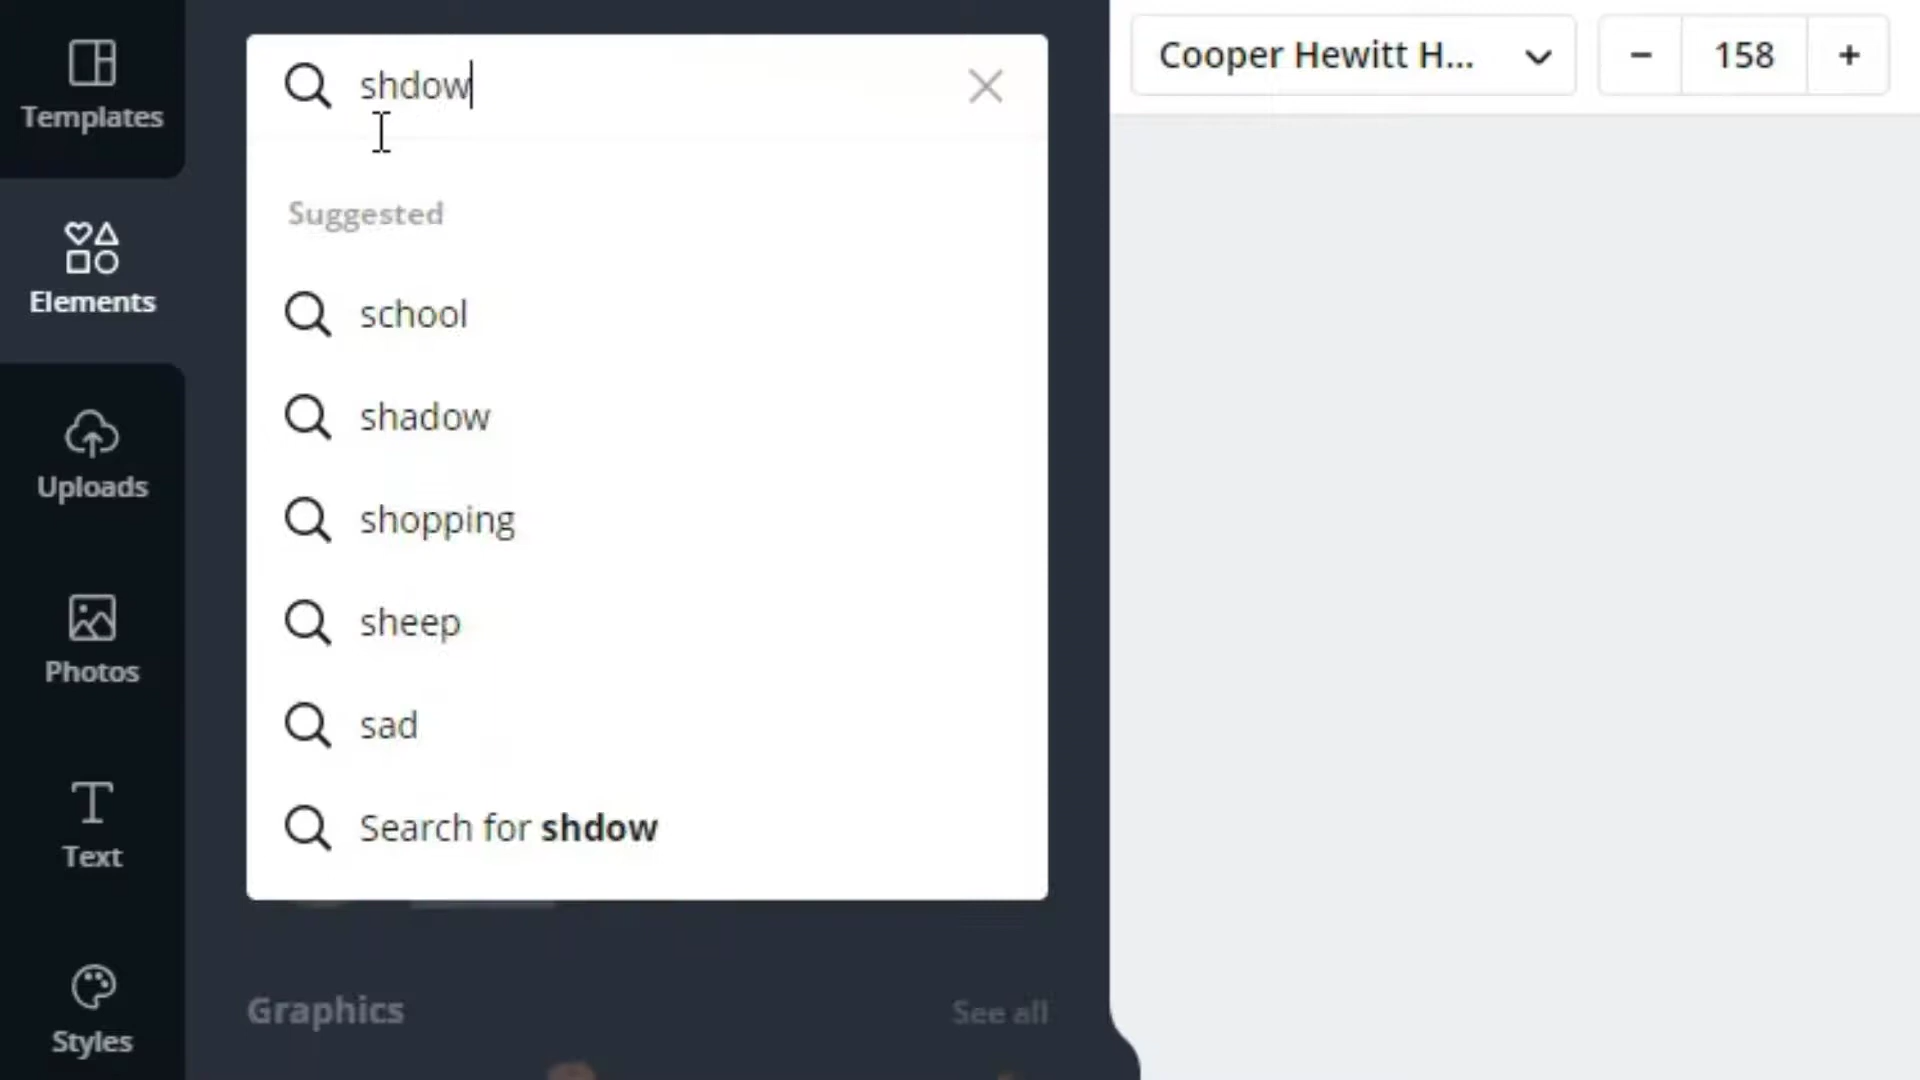 Templates
Elements
Uploads
Photos
Text
Styles
shdow
Suggested
school
shadow
shopping
sheep
sad
Search for shdow
Graphics
See all
Cooper Hewitt H...
158